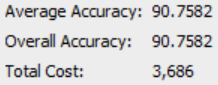 Average Accuracy: 90.7582
Overall Accuracy: 90.7582
Total Cost: 3,686